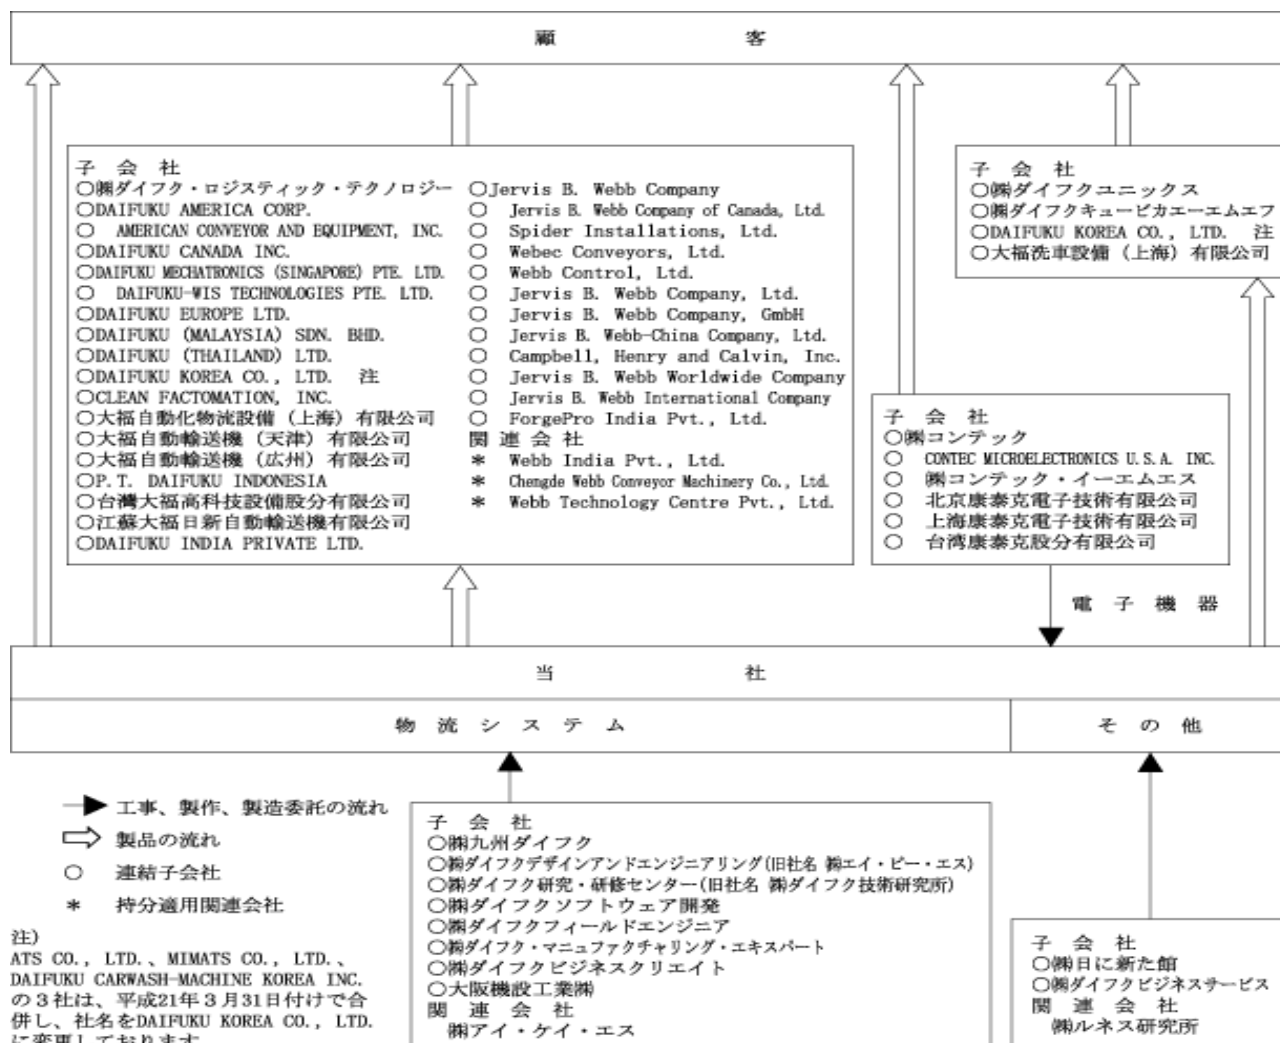 顧客
子会社
○㈱ダイフク・ロジスティック・テクノロジー
○DAIFUKU AMERICA CORP.
○ AMERICAN CONVEYOR AND EQUIPMENT, INC.
○DAIFUKU CANADA INC.
○DAIFUKU MECHATRONICS (SINGAPORE) PTE. LTD.
○ DAIFUKU-WIS TECHNOLOGIES PTE. LTD.
○DAIFUKU EUROPE LTD.
○DAIFUKU (MALAYSIA) SDN. BHD.
○DAIFUKU (THAILAND) LTD.
○DAIFUKU KOREA CO., LTD. 注
○CLEAN FACTOMATION, INC.
○大福自動化物流設備（上海）有限公司
○大福自動輸送機（天津）有限公司
○大福自動輸送機（広州）有限公司
○P.T. DAIFUKU INDONESIA
○台灣大福高科技設備股分有限公司
○江蘇大福日新自動輸送機有限公司
○DAIFUKU INDIA PRIVATE LTD.
○Jervis B. Webb Company
○ Jervis B. Webb Company of Canada, Ltd.
○ Spider Installations, Ltd.
○ Webec Conveyors, Ltd.
○ Webb Control, Ltd.
○ Jervis B. Webb Company, Ltd.
○ Jervis B. Webb Company, GmbH
○ Jervis B. Webb-China Company, Ltd.
○ Campbell, Henry and Calvin, Inc.
○ Jervis B. Webb Worldwide Company
○ Jervis B. Webb International Company
○ ForgePro India Pvt., Ltd.
関連会社
* Webb India Pvt., Ltd.
* Chengde Webb Conveyor Machinery Co., Ltd.
* Webb Technology Centre Pvt., Ltd.
子会社
○㈱ダイフクユニックス
○㈱ダイフクキュービカエーエムエフ
○DAIFUKU KOREA CO., LTD. 注
○大福洗車設備（上海）有限公司
子会社
○㈱コンテック
○ CONTEC MICROELECTRONICS U.S.A. INC.
○ ㈱コンテック・イーエムエス
○ 北京康泰克電子技術有限公司
○ 上海康泰克電子技術有限公司
○ 台湾康泰克股分有限公司
電子機器
当社
物流システム
その他
工事、製作、製造委託の流れ
製品の流れ
○ 連結子会社
* 持分適用関連会社
注)
ATS CO., LTD.、MIMATS CO., LTD.、
DAIFUKU CARWASH-MACHINE KOREA INC.
の３社は、平成21年３月31日付けで合
併し、社名をDAIFUKU KOREA CO., LTD.
に変更しております
子会社
○㈱九州ダイフク
○㈱ダイフクデザインアンドエンジニアリング(旧社名 ㈱エイ・ピー・エス)
○㈱ダイフク研究・研修センター(旧社名 ㈱ダイフク技術研究所)
○㈱ダイフクソフトウェア開発
○㈱ダイフクフィールドエンジニア
○㈱ダイフク・マニュファクチャリング・エキスパート
○㈱ダイフクビジネスクリエイト
○大阪機設工業㈱
関連会社
㈱アイ・ケイ・エス
子会社
○㈱日に新た館
○㈱ダイフクビジネスサービス
関連会社
㈱ルネス研究所